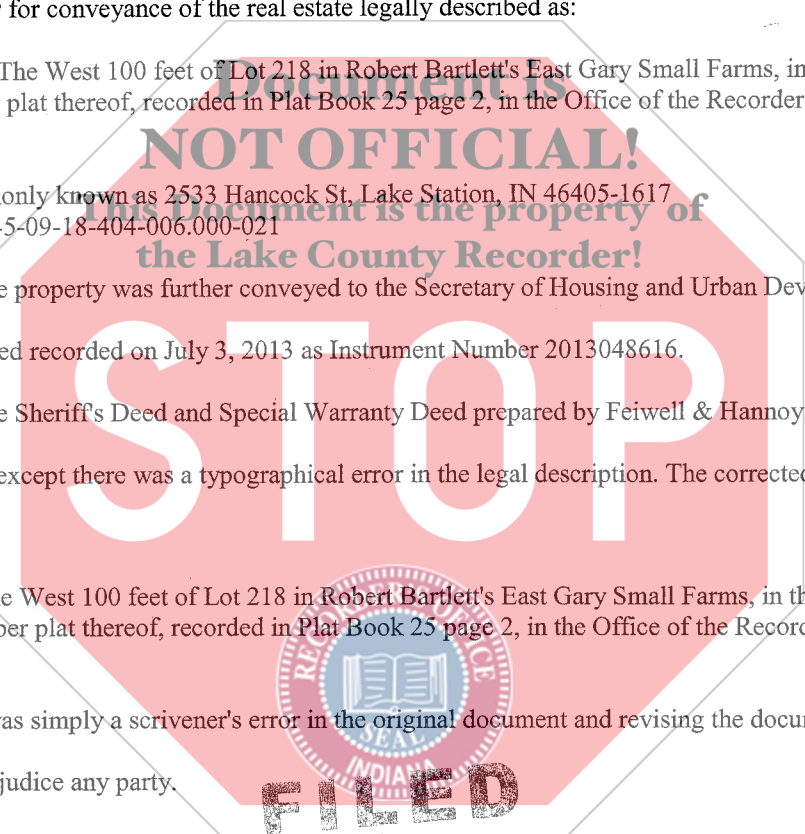 for conveyance of the real estate legally described as:
The West 100 feet of Lot 218 in Robert Bartlett's East Gary Small Farms, in
plat thereof, recorded in Plat Book 25 page 2, in the Office of the Recorder
Document is
NOT OFFICIAL!
only known as 2533 Hancock St, Lake Station, IN 46405-1617
This Document is the property of
5-09-18-404-006.000-021
the Lake County Recorder!
e property was further conveyed to the Secretary of Housing and Urban Dev
STOP
ed recorded on July 3, 2013 as Instrument Number 2013048616.
e Sheriff's Deed and Special Warranty Deed prepared by Feiwell & Hannoy
except there was a typographical error in the legal description. The corrected
e West 100 feet of Lot 218 in Robert Bartlett's East Gary Small Farms, in th
per plat thereof, recorded in Plat Book 25 page 2, in the Office of the Record
RECORDER'S OFFICE
as simply a scrivener's error in the original document and revising the docu
SEAL
INDIANA
judice any party.
FILED